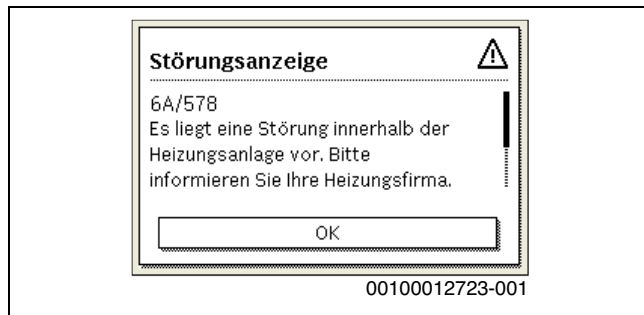 Störungsanzeige
6A/578
Es liegt eine Störung innerhalb der
Heizungsanlage vor. Bitte
informieren Sie Ihre Heizungsfirma.
OK
00100012723-001